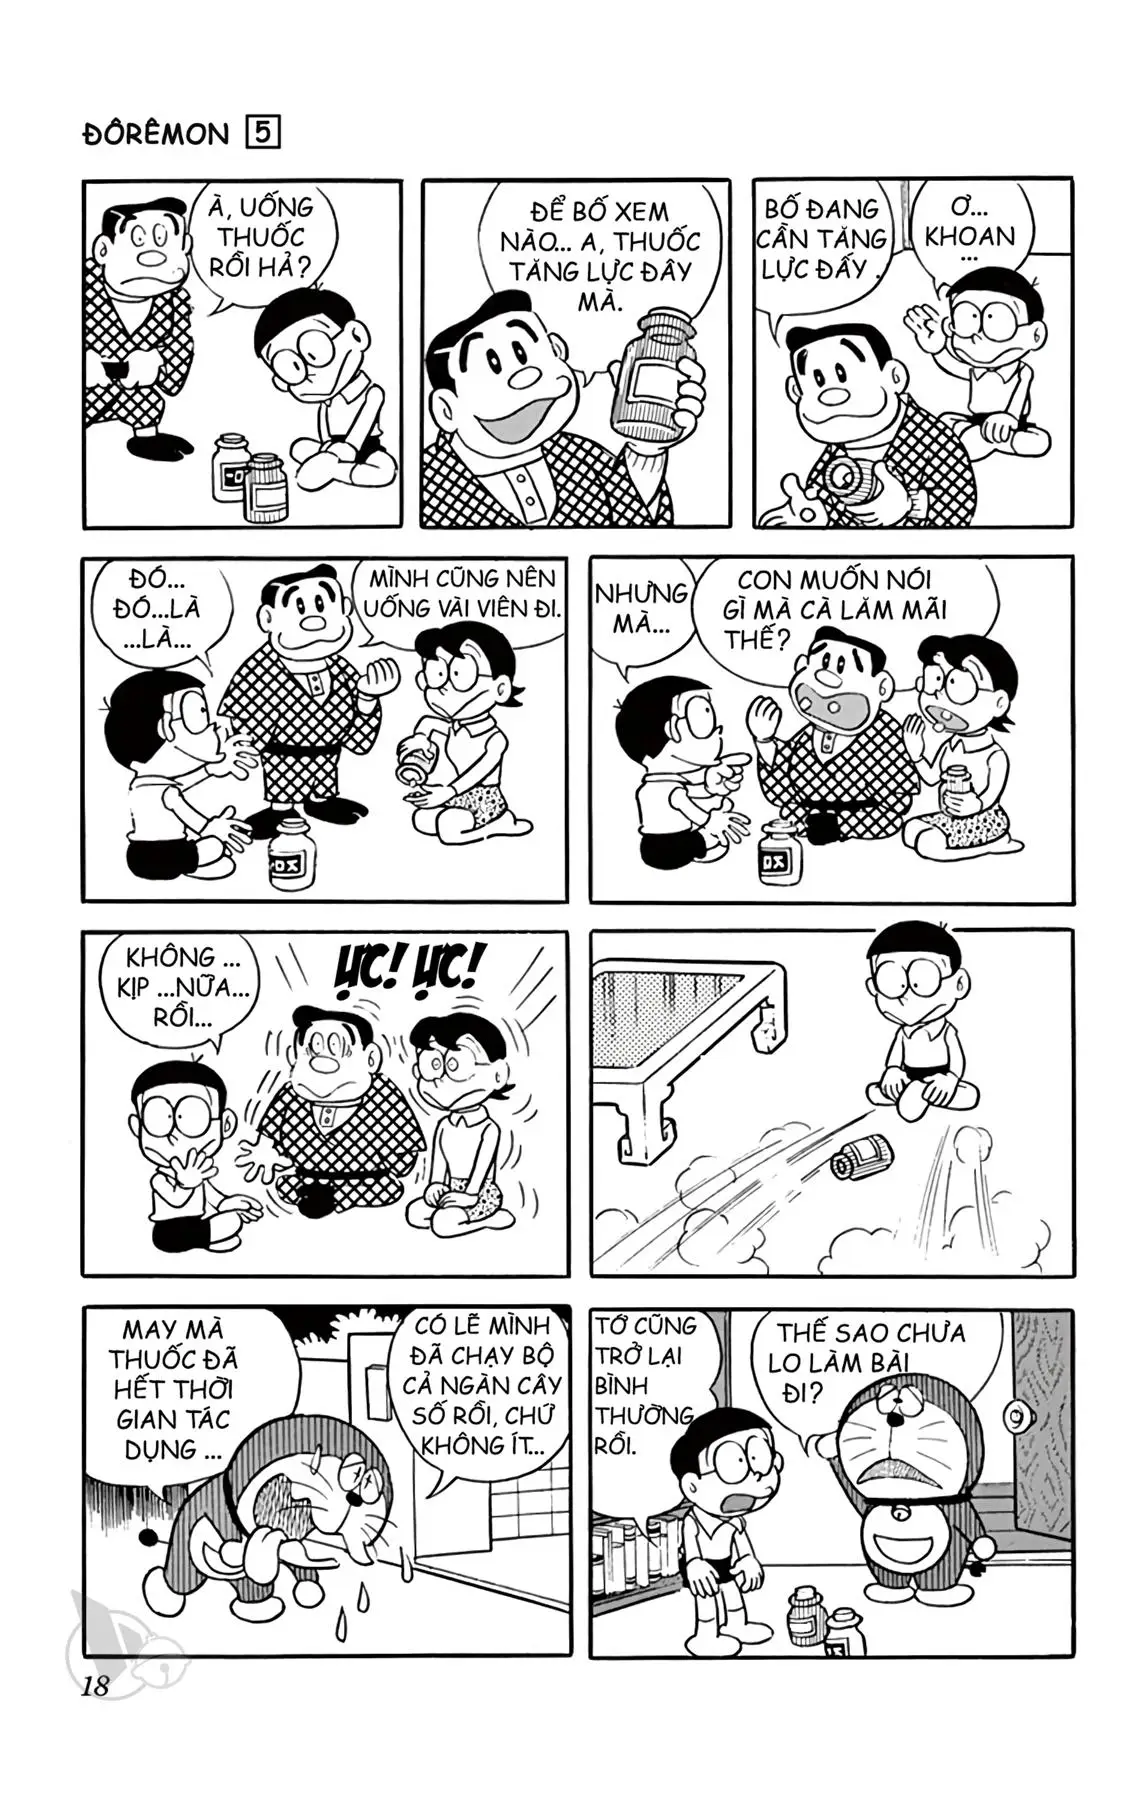 ĐÔRÊMON 5
À, UỐNG
THUỐC
RỒI HẢ?
ĐỂ BỐ XEM
NÀO... A, THUỐC
TĂNG LỰC ĐÂY
MÀ.
BỐ ĐANG
CẦN TĂNG
LỰC ĐẤY.
Ơ...
KHOAN
...
ĐÓ...
ĐÓ...LÀ
...LÀ...
MÌNH CŨNG NÊN
UỐNG VÀI VIÊN ĐI.
NHƯNG
MÀ...
CON MUỐN NÓI
GÌ MÀ CÀ LĂM MÃI
THẾ?
KHÔNG ...
KỊP ...NỮA...
RỒI...
ỰC! ỰC!
MAY MÀ
THUỐC ĐÃ
HẾT THỜI
GIAN TÁC
DỤNG ...
CÓ LẼ MÌNH
ĐÃ CHẠY BỘ
CẢ NGÀN CÂY
SỐ RỒI, CHỨ
KHÔNG ÍT...
TỚ CŨNG
TRỞ LẠI
BÌNH
THƯỜNG
RỒI.
THẾ SAO CHƯA
LO LÀM BÀI
ĐI?
18